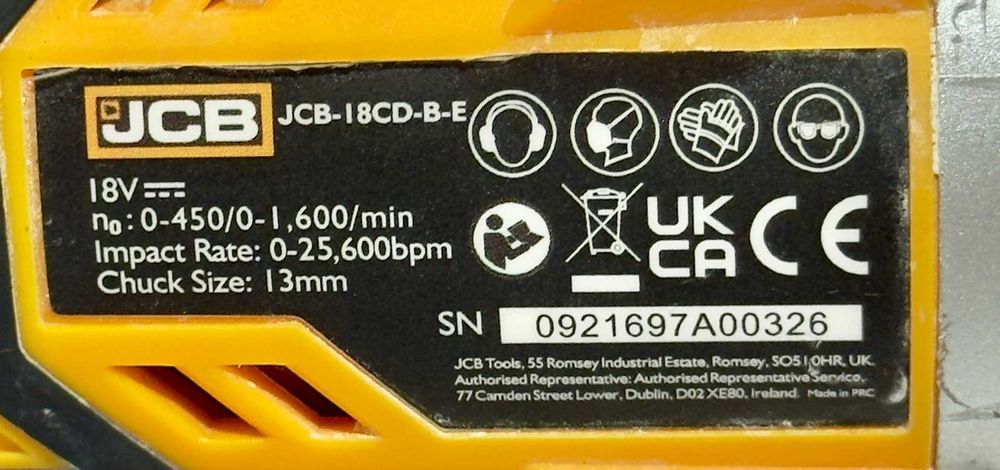 JCB JCB-18CD-B-E
18V
n₀: 0-450/0-1,600/min
Impact Rate: 0-25,600bpm
Chuck Size: 13mm
UK
CA
CE
SN 0921697A00326
JCB Tools, 55 Romsey Industrial Estate, Romsey, SO51 0HR, UK.
Authorised Representative: Authorised Representative Service,
77 Camden Street Lower, Dublin, D02 XE80, Ireland. Made in PRC